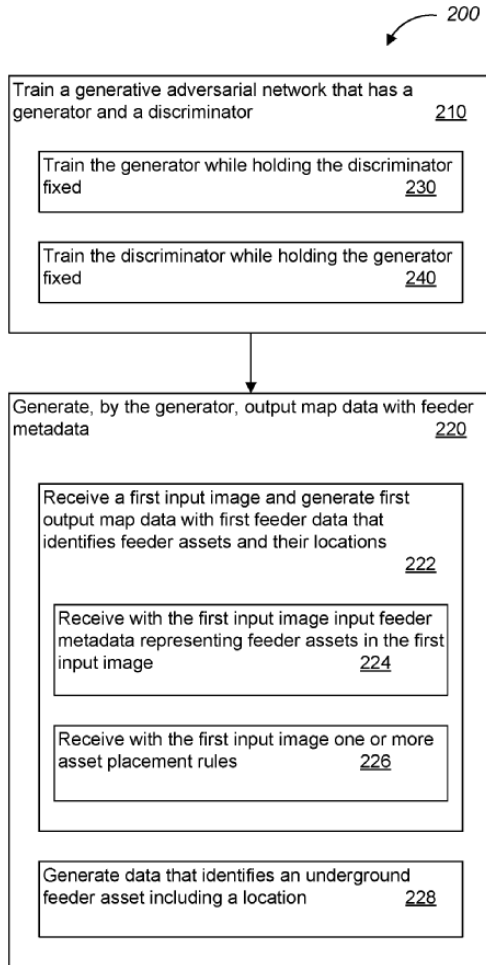 200
Train a generative adversarial network that has a
generator and a discriminator 210
Train the generator while holding the discriminator
fixed 230
Train the discriminator while holding the generator
fixed 240
Generate, by the generator, output map data with feeder
metadata 220
Receive a first input image and generate first
output map data with first feeder data that
identifies feeder assets and their locations
222
Receive with the first input image input feeder
metadata representing feeder assets in the first
input image 224
Receive with the first input image one or more
asset placement rules 226
Generate data that identifies an underground
feeder asset including a location 228